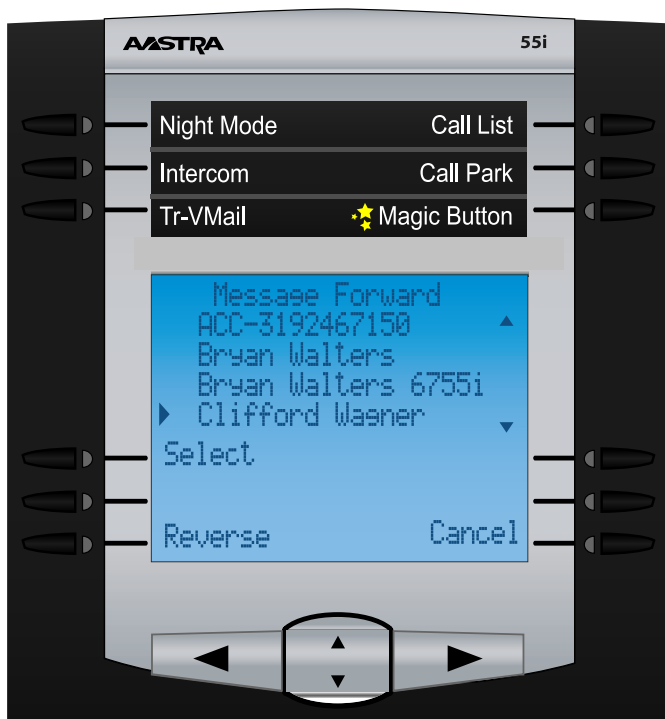 AASTRA 55i
Night Mode Call List
Intercom Call Park
Tr-VMail Magic Button
Message Forward
ACC-3192467150
Bryan Walters
Bryan Walters 6755i
Clifford Wagner
Select
Reverse Cancel